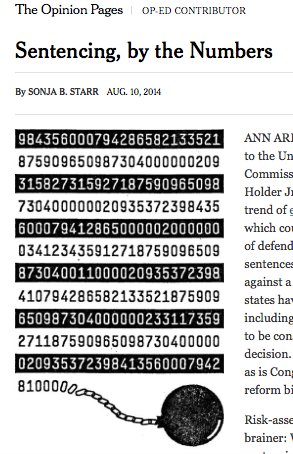 The Opinion Pages | OP-ED CONTRIBUTOR
Sentencing, by the Numbers
By SONJA B. STARR AUG. 10, 2014
984356000794286582133521
875909650987304000000209
315827315927187590965098
730400000020935372398435
600079412865000002000000
034123435912718759096509
873040011000020935372398
410794286582133521875909
650987304000000233117359
271187590965098730400000
020935372398413560007942
810000
ANN
to the Un
Commiss
Holder Jr
trend of
which cou
of defend
sentences
against a
states hav
including
to be con
decision.
as is Cong
reform bi
Risk-asse
brainer: